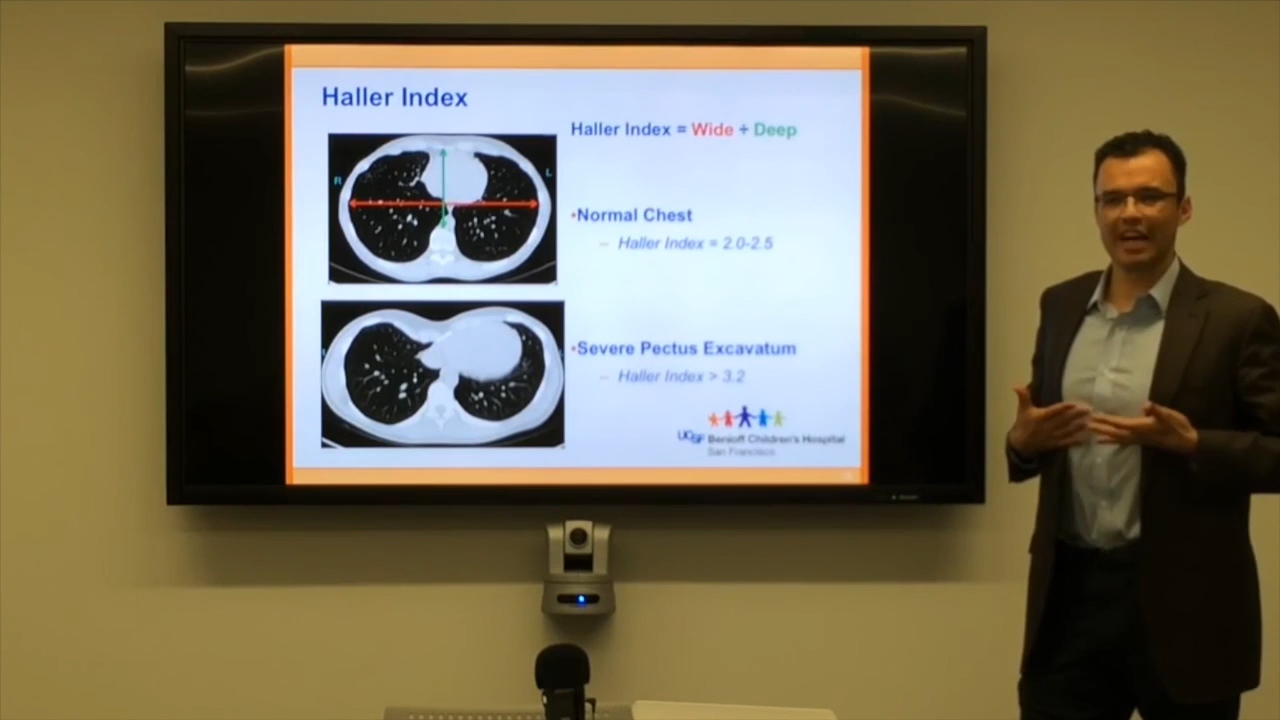 Haller Index
Haller Index = Wide ÷ Deep
R
L
•Normal Chest
– Haller Index = 2.0-2.5
•Severe Pectus Excavatum
– Haller Index > 3.2
UCSF Benioff Children's Hospital
San Francisco